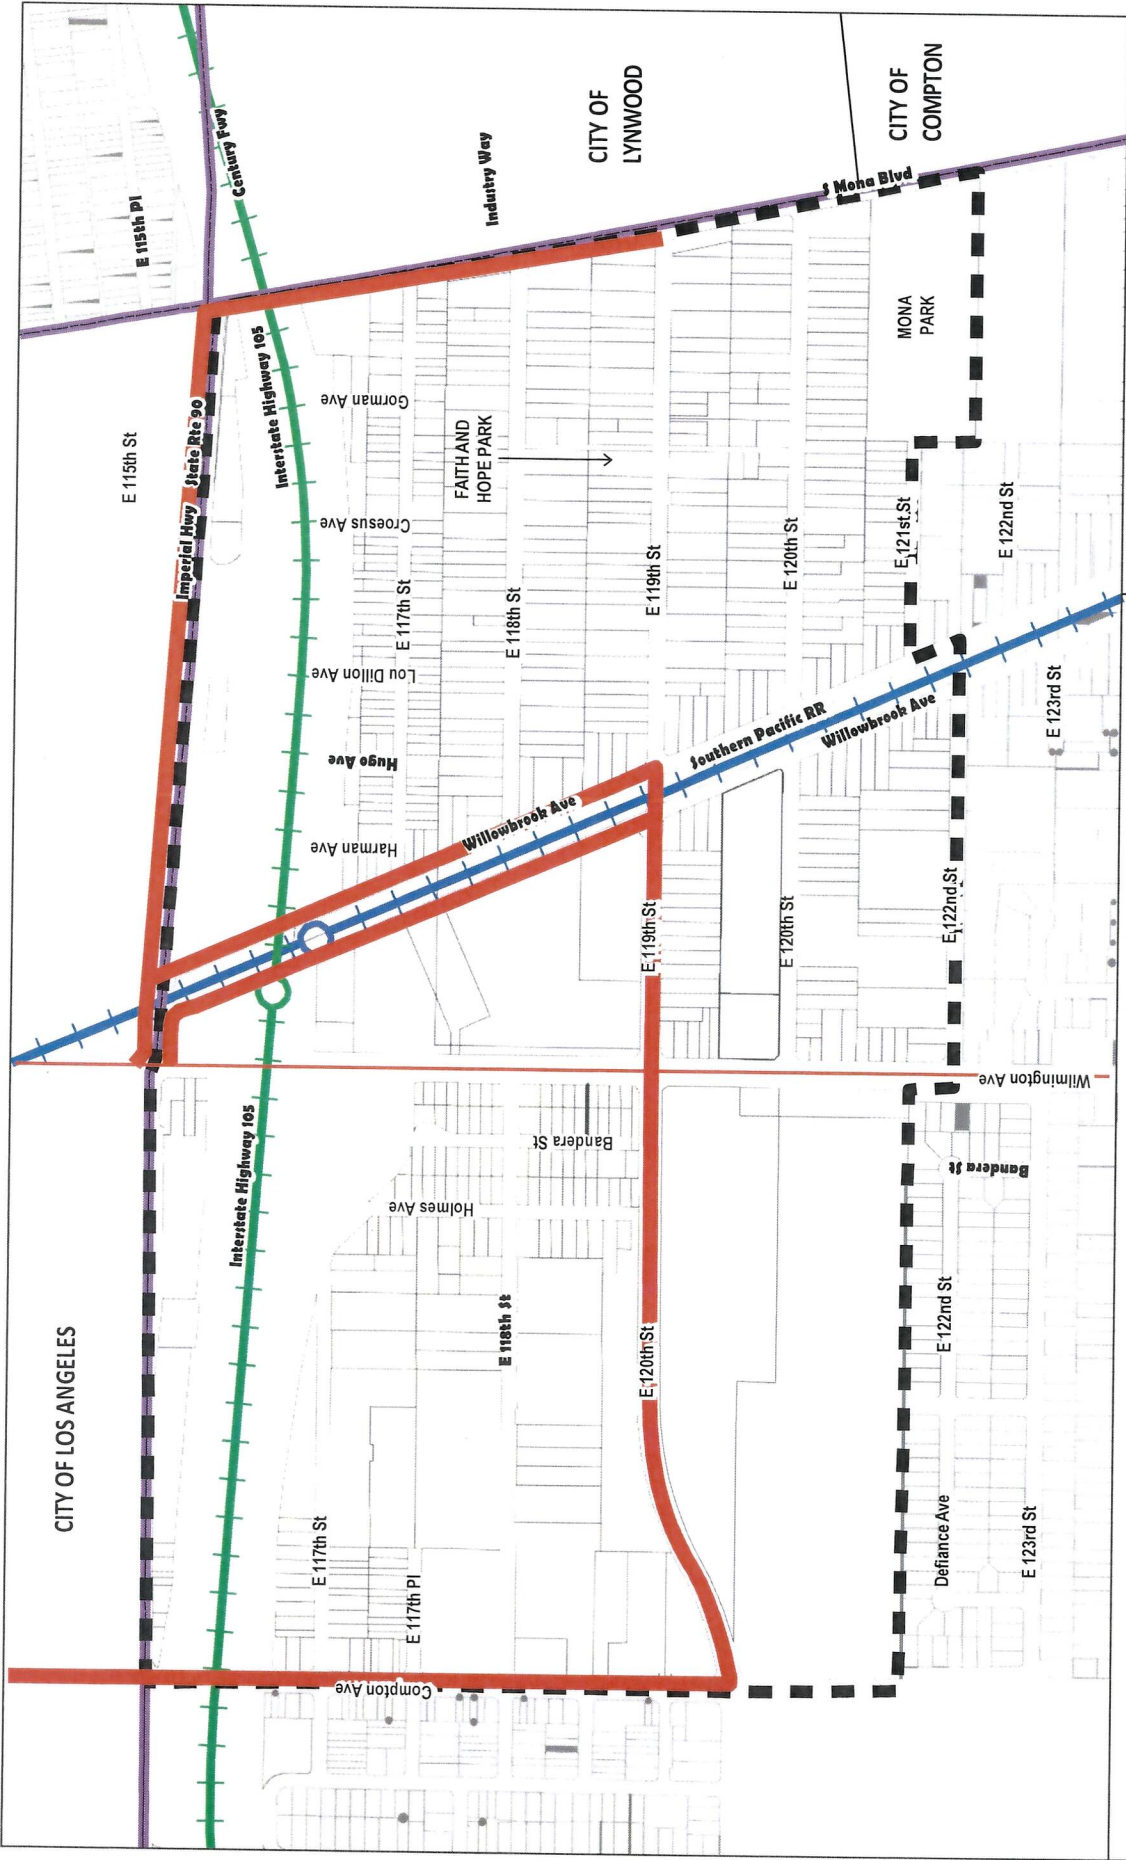 CITY OF LOS ANGELES
E 115th St
E 115th Pl
Imperial Hwy
State Rte 90
Century Fwy
Interstate Highway 105
Interstate Highway 105
Industry Way
CITY OF
LYNWOOD
CITY OF
COMPTON
S Mona Blvd
MONA
PARK
FAITH AND
HOPE PARK
Gorman Ave
Croesus Ave
Lou Dillon Ave
Hugo Ave
Harman Ave
E 117th St
E 118th St
E 119th St
E 120th St
E 121st St
E 122nd St
E 123rd St
Willowbrook Ave
Southern Pacific RR
Willowbrook Ave
E 119th St
E 120th St
E 122nd St
Wilmington Ave
Bandera St
Holmes Ave
E 118th St
E 120th St
E 117th St
E 117th Pl
Compton Ave
Bandera St
E 122nd St
Defiance Ave
E 123rd St